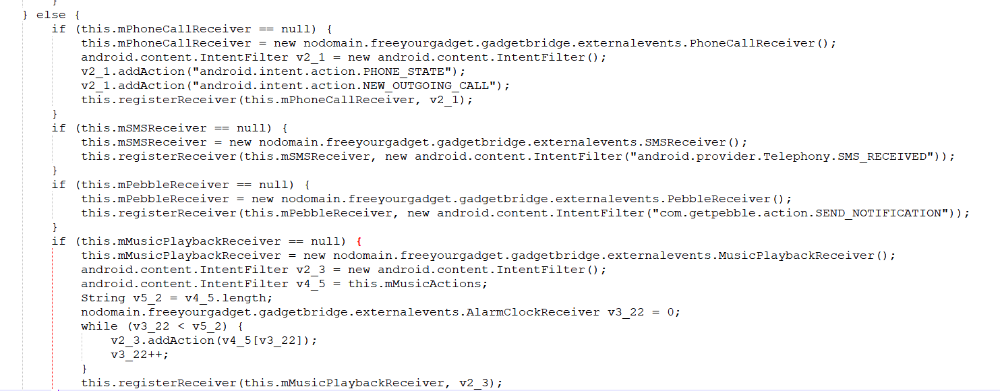 }
} else {
if (this.mPhoneCallReceiver == null) {
this.mPhoneCallReceiver = new nodomain.freeyourgadget.gadgetbridge.externalevents.PhoneCallReceiver();
android.content.IntentFilter v2_1 = new android.content.IntentFilter();
v2_1.addAction("android.intent.action.PHONE_STATE");
v2_1.addAction("android.intent.action.NEW_OUTGOING_CALL");
this.registerReceiver(this.mPhoneCallReceiver, v2_1);
}
if (this.mSMSReceiver == null) {
this.mSMSReceiver = new nodomain.freeyourgadget.gadgetbridge.externalevents.SMSReceiver();
this.registerReceiver(this.mSMSReceiver, new android.content.IntentFilter("android.provider.Telephony.SMS_RECEIVED"));
}
if (this.mPebbleReceiver == null) {
this.mPebbleReceiver = new nodomain.freeyourgadget.gadgetbridge.externalevents.PebbleReceiver();
this.registerReceiver(this.mPebbleReceiver, new android.content.IntentFilter("com.getpebble.action.SEND_NOTIFICATION"));
}
if (this.mMusicPlaybackReceiver == null) {
this.mMusicPlaybackReceiver = new nodomain.freeyourgadget.gadgetbridge.externalevents.MusicPlaybackReceiver();
android.content.IntentFilter v2_3 = new android.content.IntentFilter();
android.content.IntentFilter v4_5 = this.mMusicActions;
String v5_2 = v4_5.length;
nodomain.freeyourgadget.gadgetbridge.externalevents.AlarmClockReceiver v3_22 = 0;
while (v3_22 < v5_2) {
v2_3.addAction(v4_5[v3_22]);
v3_22++;
}
this.registerReceiver(this.mMusicPlaybackReceiver, v2_3);